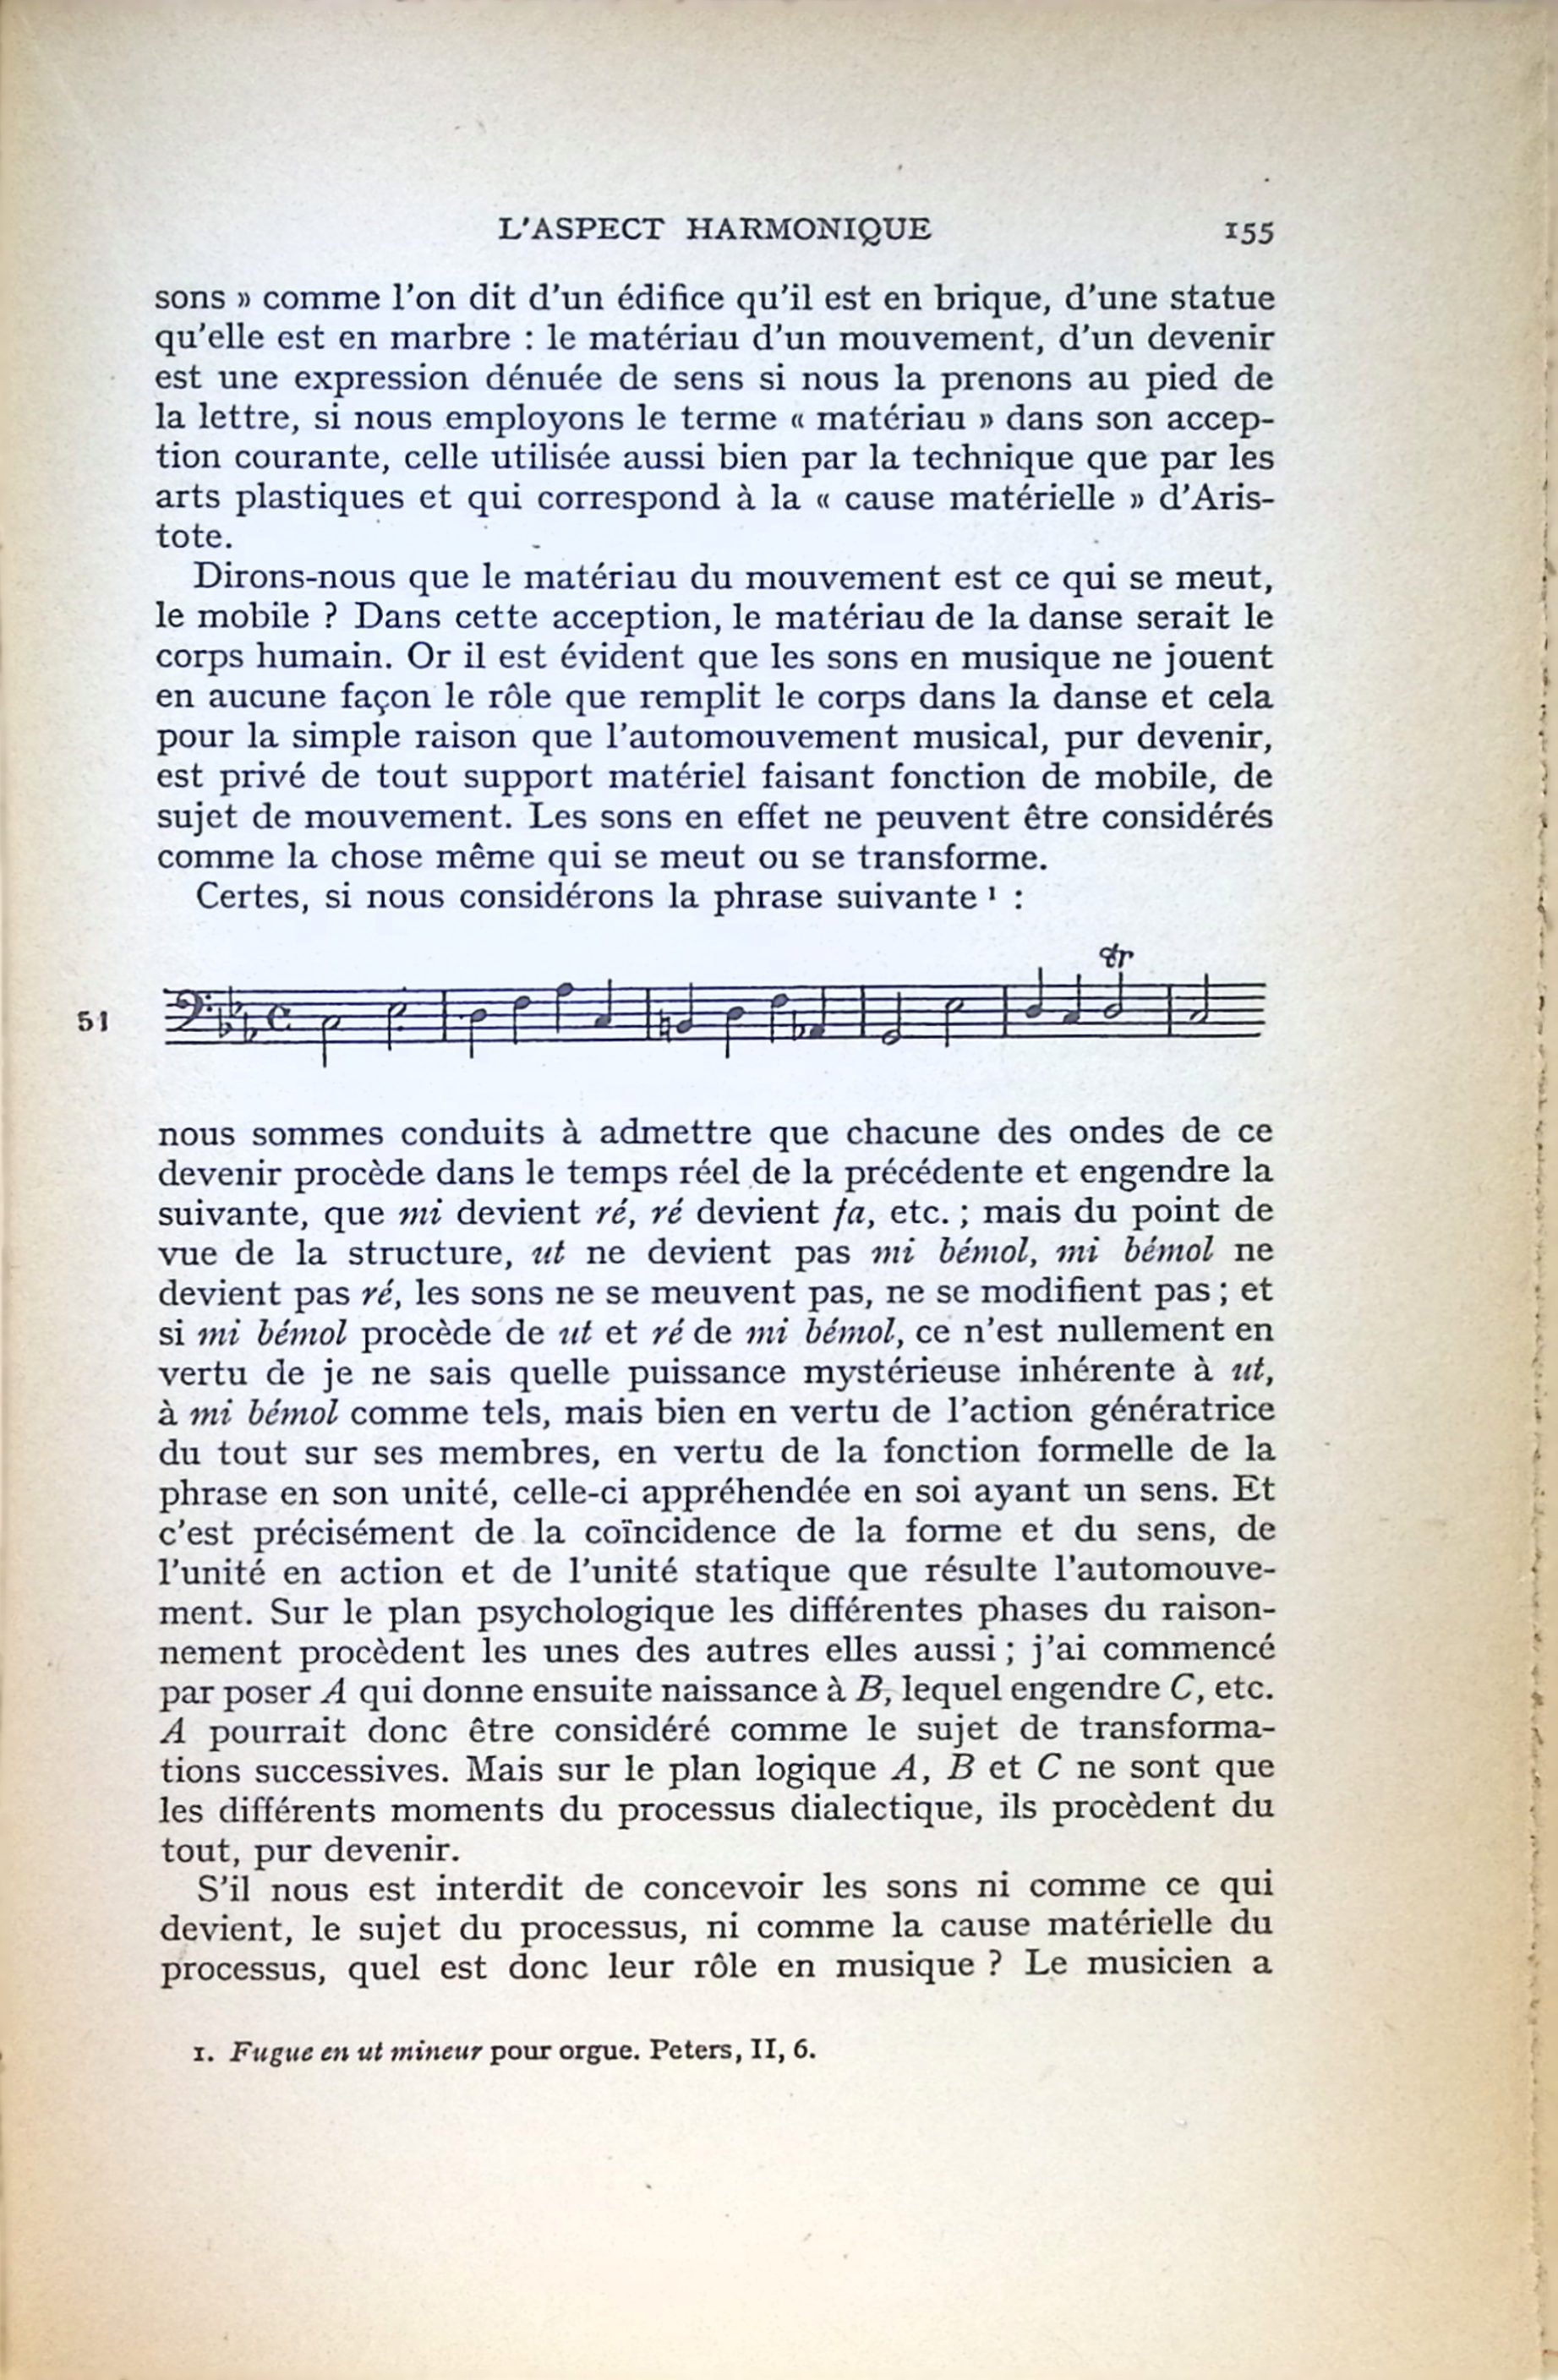 L'ASPECT HARMONIQUE 155
sons » comme l'on dit d'un édifice qu'il est en brique, d'une statue
qu'elle est en marbre : le matériau d'un mouvement, d'un devenir
est une expression dénuée de sens si nous la prenons au pied de
la lettre, si nous employons le terme « matériau » dans son accep-
tion courante, celle utilisée aussi bien par la technique que par les
arts plastiques et qui correspond à la « cause matérielle » d'Aris-
tote.
Dirons-nous que le matériau du mouvement est ce qui se meut,
le mobile ? Dans cette acception, le matériau de la danse serait le
corps humain. Or il est évident que les sons en musique ne jouent
en aucune façon le rôle que remplit le corps dans la danse et cela
pour la simple raison que l'automouvement musical, pur devenir,
est privé de tout support matériel faisant fonction de mobile, de
sujet de mouvement. Les sons en effet ne peuvent être considérés
comme la chose même qui se meut ou se transforme.
Certes, si nous considérons la phrase suivante ¹ :
tr
51
nous sommes conduits à admettre que chacune des ondes de ce
devenir procède dans le temps réel de la précédente et engendre la
suivante, que mi devient ré, ré devient fa, etc. ; mais du point de
vue de la structure, ut ne devient pas mi bémol, mi bémol ne
devient pas ré, les sons ne se meuvent pas, ne se modifient pas ; et
si mi bémol procède de ut et ré de mi bémol, ce n'est nullement en
vertu de je ne sais quelle puissance mystérieuse inhérente à ut,
à mi bémol comme tels, mais bien en vertu de l'action génératrice
du tout sur ses membres, en vertu de la fonction formelle de la
phrase en son unité, celle-ci appréhendée en soi ayant un sens. Et
c'est précisément de la coïncidence de la forme et du sens, de
l'unité en action et de l'unité statique que résulte l'automouve-
ment. Sur le plan psychologique les différentes phases du raison-
nement procèdent les unes des autres elles aussi ; j'ai commencé
par poser A qui donne ensuite naissance à B, lequel engendre C, etc.
A pourrait donc être considéré comme le sujet de transforma-
tions successives. Mais sur le plan logique A, B et C ne sont que
les différents moments du processus dialectique, ils procèdent du
tout, pur devenir.
S'il nous est interdit de concevoir les sons ni comme ce qui
devient, le sujet du processus, ni comme la cause matérielle du
processus, quel est donc leur rôle en musique ? Le musicien a
1. Fugue en ut mineur pour orgue. Peters, II, 6.